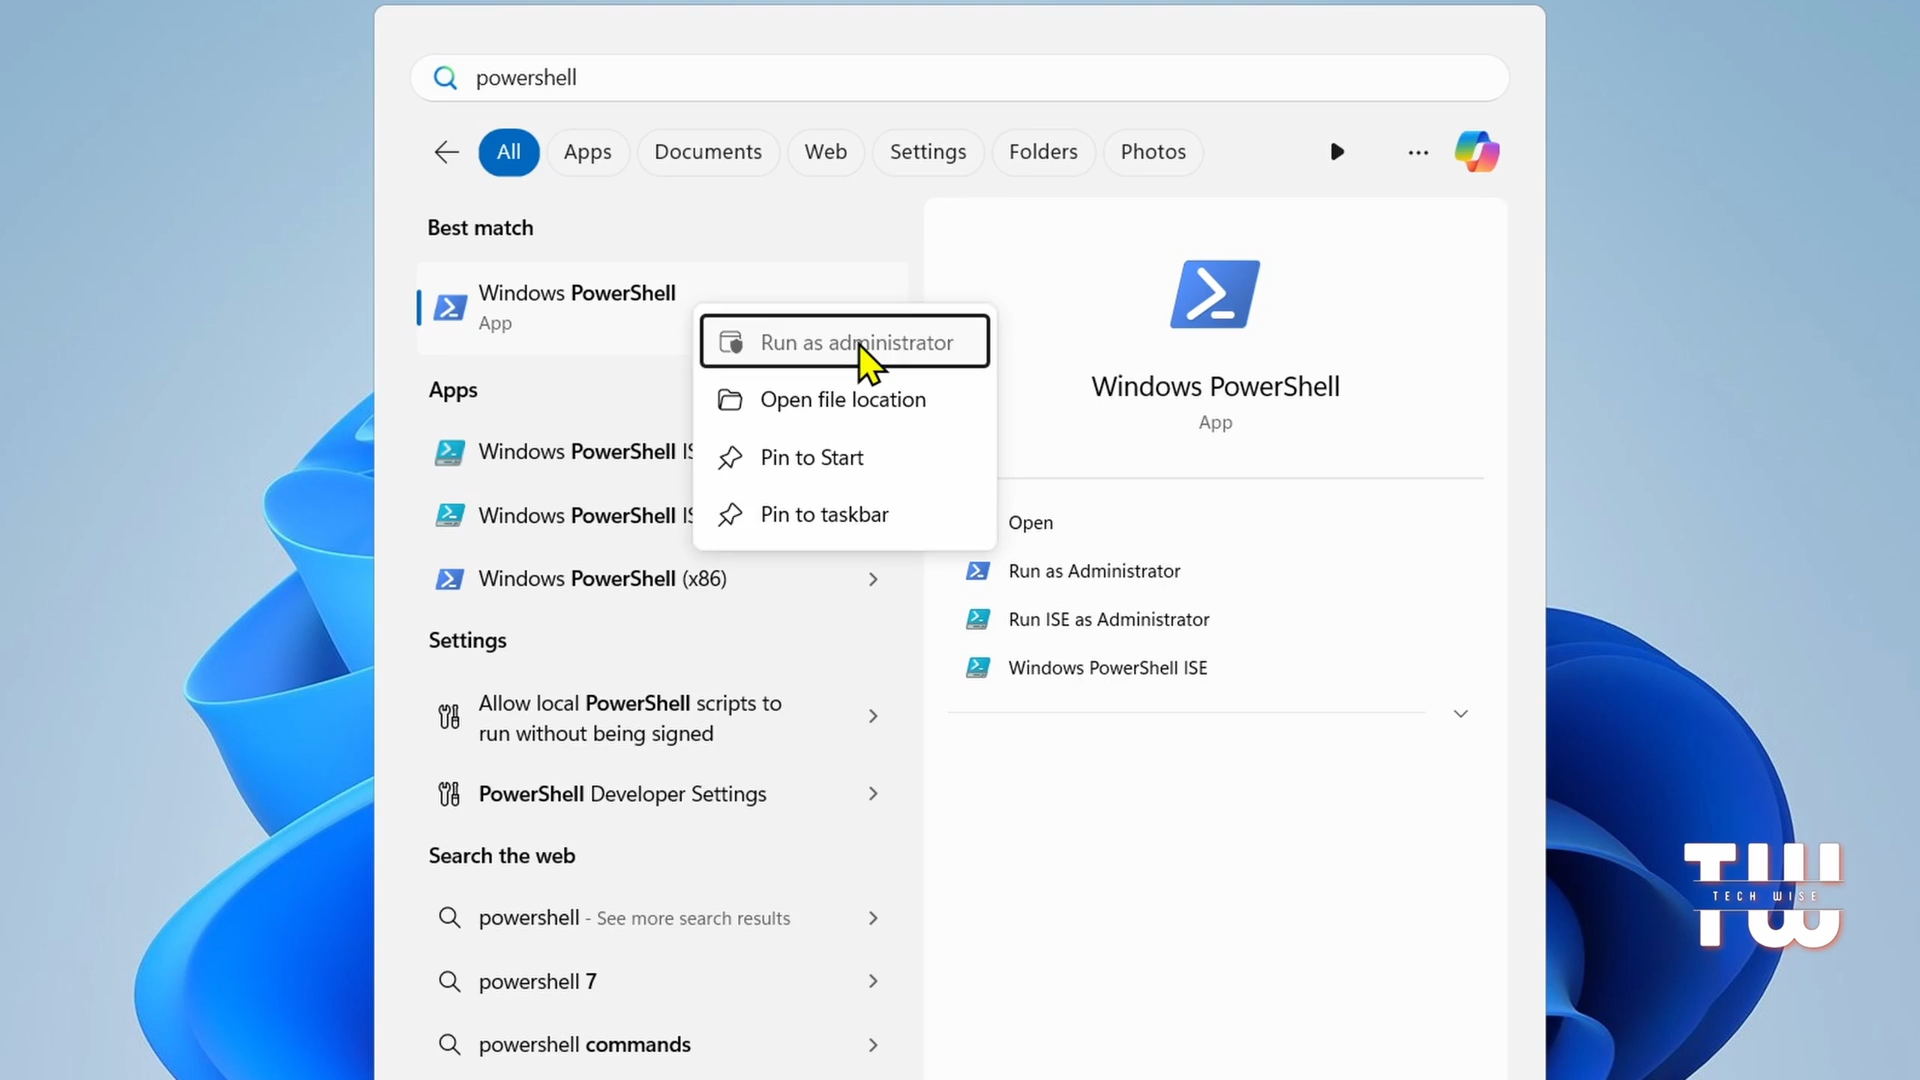 powershell
All
Apps
Documents
Web
Settings
Folders
Photos
Best match
Windows PowerShell
App
Run as administrator
Open file location
Pin to Start
Pin to taskbar
Apps
Windows PowerShell IS
Windows PowerShell IS
Windows PowerShell (x86)
Settings
Allow local PowerShell scripts to
run without being signed
PowerShell Developer Settings
Search the web
powershell - See more search results
powershell 7
powershell commands
Windows PowerShell
App
Open
Run as Administrator
Run ISE as Administrator
Windows PowerShell ISE
TW
TECH WISE
TW